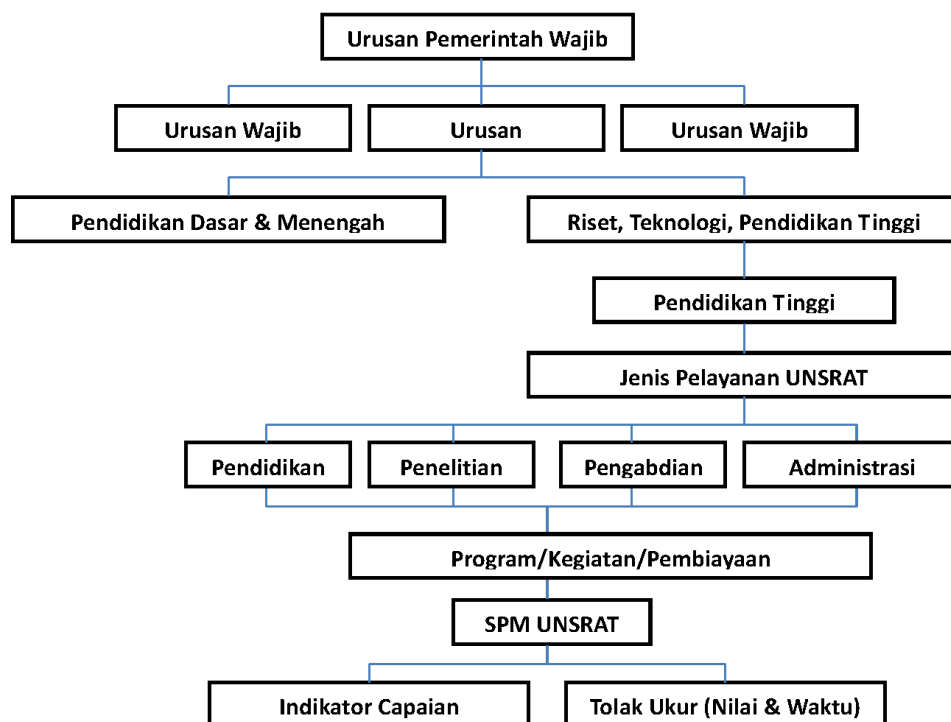 Urusan Pemerintah Wajib
Urusan Wajib
Urusan
Urusan Wajib
Pendidikan Dasar & Menengah
Riset, Teknologi, Pendidikan Tinggi
Pendidikan Tinggi
Jenis Pelayanan UNSRAT
Pendidikan
Penelitian
Pengabdian
Administrasi
Program/Kegiatan/Pembiayaan
SPM UNSRAT
Indikator Capaian
Tolak Ukur (Nilai & Waktu)